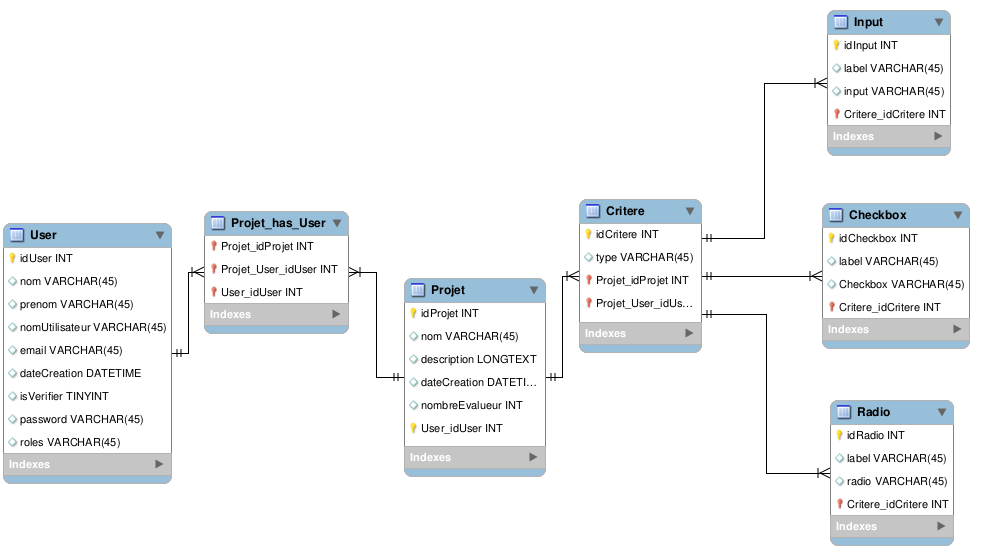 User
idUser INT
nom VARCHAR(45)
prenom VARCHAR(45)
nomUtilisateur VARCHAR(45)
email VARCHAR(45)
dateCreation DATETIME
isVerifier TINYINT
password VARCHAR(45)
roles VARCHAR(45)
Indexes
Projet_has_User
Projet_idProjet INT
Projet_User_idUser INT
User_idUser INT
Indexes
Projet
idProjet INT
nom VARCHAR(45)
description LONGTEXT
dateCreation DATETI...
nombreEvalueur INT
User_idUser INT
Indexes
Critere
idCritere INT
type VARCHAR(45)
Projet_idProjet INT
Projet_User_idUs...
Indexes
Input
idInput INT
label VARCHAR(45)
input VARCHAR(45)
Critere_idCritere INT
Indexes
Checkbox
idCheckbox INT
label VARCHAR(45)
Checkbox VARCHAR(45)
Critere_idCritere INT
Indexes
Radio
idRadio INT
label VARCHAR(45)
radio VARCHAR(45)
Critere_idCritere INT
Indexes